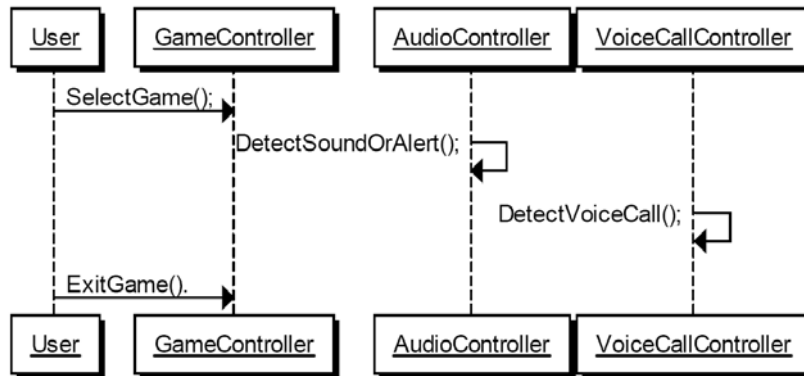 User
GameController
AudioController
VoiceCallController
SelectGame();
DetectSoundOrAlert();
DetectVoiceCall();
ExitGame().
User
GameController
AudioController
VoiceCallController